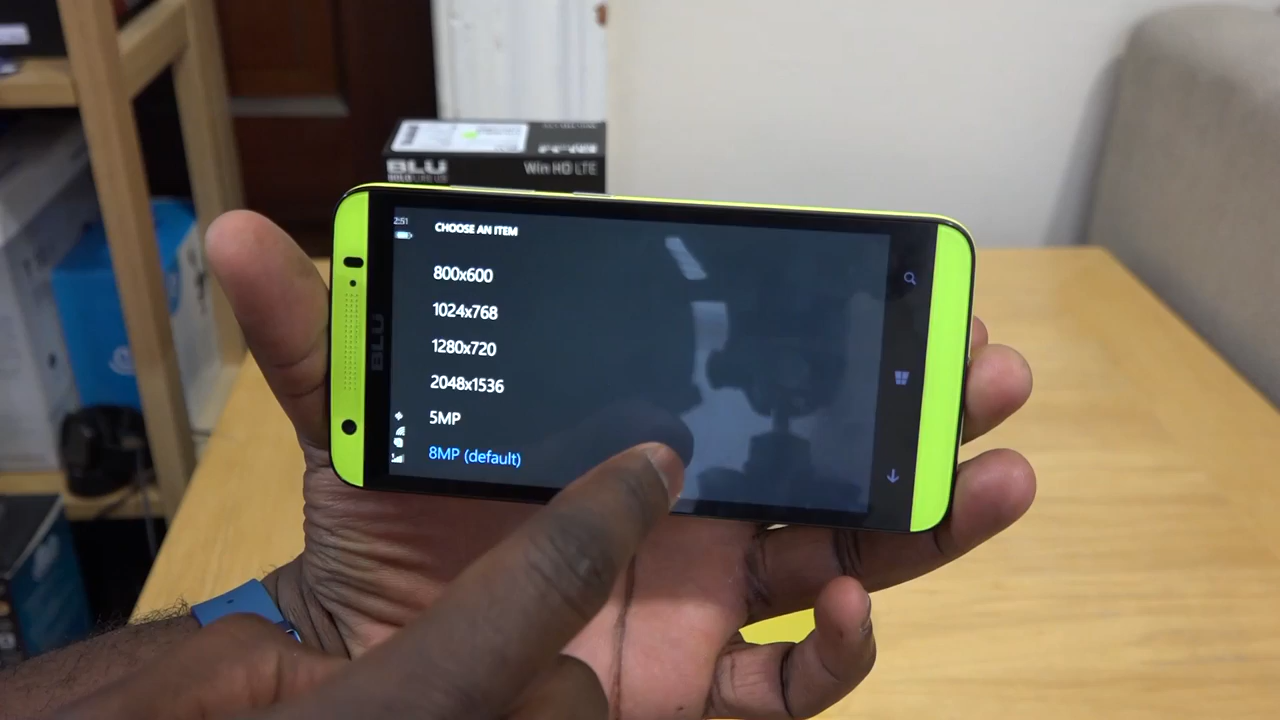 BLU
Win HD LTE
BLU
2:51
CHOOSE AN ITEM
800x600
1024x768
1280x720
2048x1536
5MP
8MP (default)